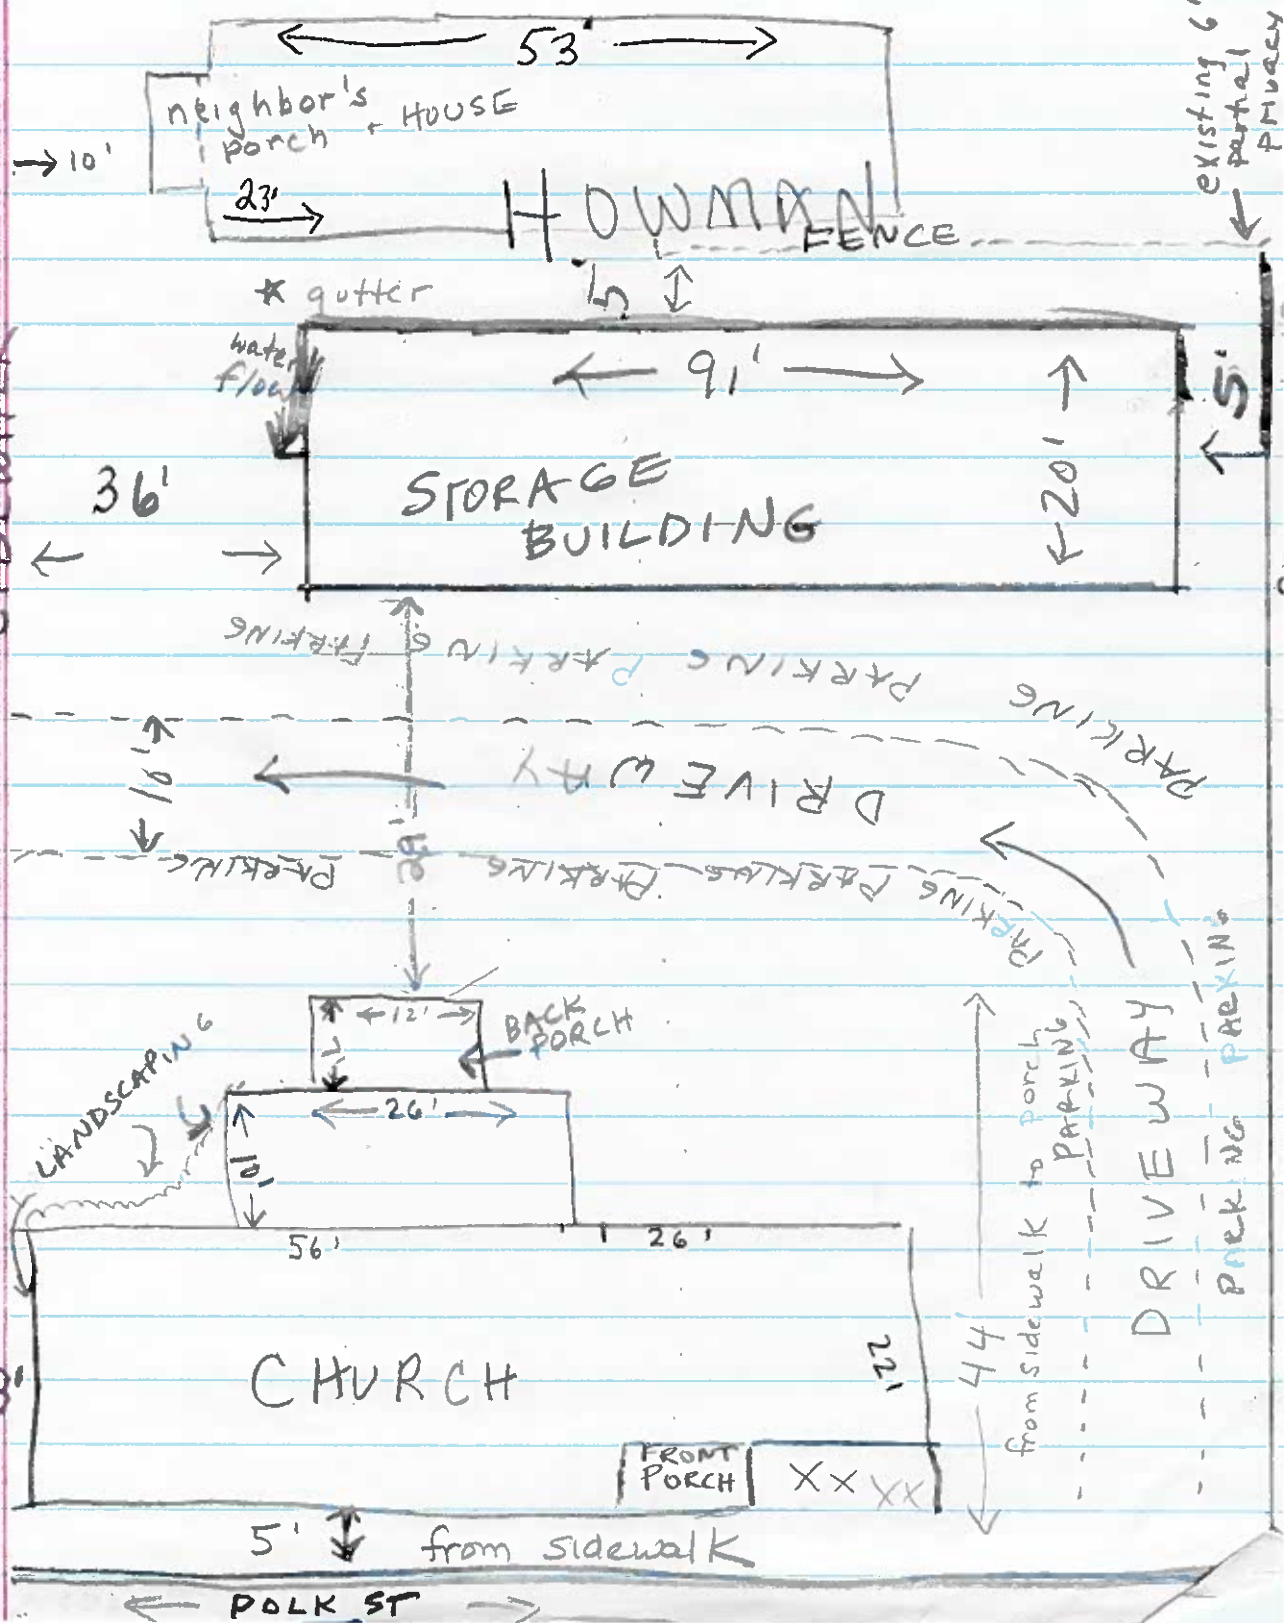 53'
existing 6'
partial
privacy
neighbor's
porch + HOUSE
10'
23'
HOWMAN
FENCE
5'
* gutter
water
flow
91'
20'
5'
36'
STORAGE
BUILDING
PARKING PARKING PARKING
PARKING
DRIVEWAY
PARKING PARKING PARKING PARKING
PARKING
12'
BACK
PORCH
LANDSCAPING
26'
10'
56'
26'
CHURCH
22'
44'
from sidewalk to porch
PARKING
DRIVEWAY
PARKING PARKING
FRONT
PORCH
XX XX
5' from sidewalk
POLK ST